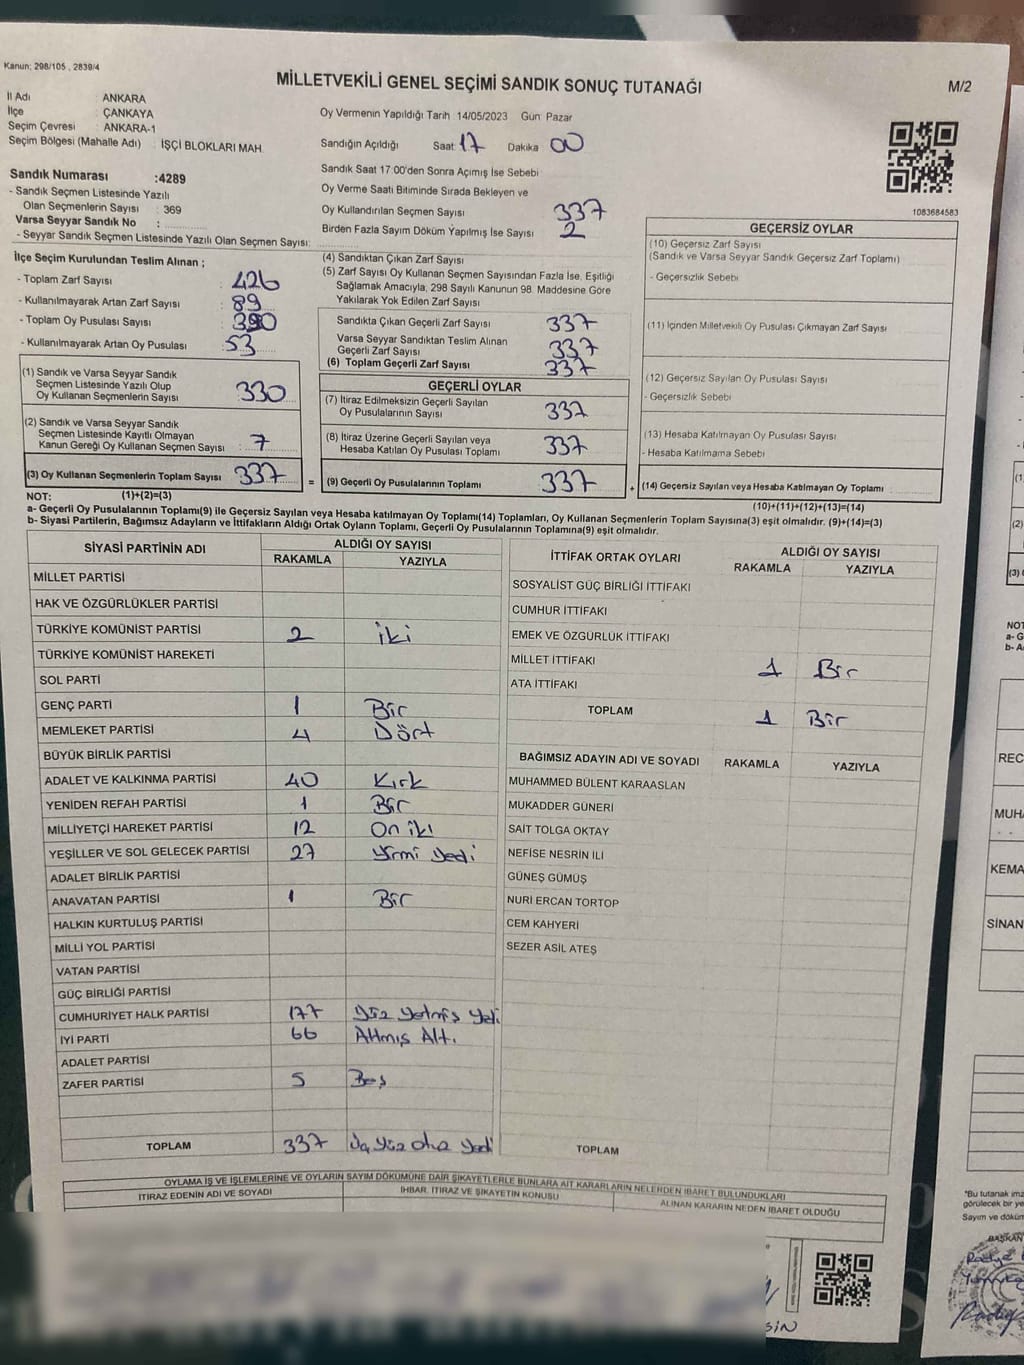 Kanun: 298/105 , 2839/4
MİLLETVEKİLİ GENEL SEÇİMİ SANDIK SONUÇ TUTANAĞI
M/2
İl Adı ANKARA
İlçe : ÇANKAYA
Seçim Çevresi : ANKARA-1
Seçim Bölgesi (Mahalle Adı) : İŞÇİ BLOKLARI MAH.
Oy Vermenin Yapıldığı Tarih 14/05/2023 Gün: Pazar
Sandığın Açıldığı Saat 17 Dakika 00
Sandık Saat 17:00'den Sonra Açımış İse Sebebi
Oy Verme Saati Bitiminde Sırada Bekleyen ve
Oy Kullandırılan Seçmen Sayısı 337
Birden Fazla Sayım Döküm Yapılmış İse Sayısı 2
1083684583
Sandık Numarası :4289
- Sandık Seçmen Listesinde Yazılı
Olan Seçmenlerin Sayısı : 369
Varsa Seyyar Sandık No :
- Seyyar Sandık Seçmen Listesinde Yazılı Olan Seçmen Sayısı:
İlçe Seçim Kurulundan Teslim Alınan ;
- Toplam Zarf Sayısı : 426
- Kullanılmayarak Artan Zarf Sayısı : 89
- Toplam Oy Pusulası Sayısı : 390
- Kullanılmayarak Artan Oy Pusulası : 53
(1) Sandık ve Varsa Seyyar Sandık
Seçmen Listesinde Yazılı Olup
Oy Kullanan Seçmenlerin Sayısı : 330
(2) Sandık ve Varsa Seyyar Sandık
Seçmen Listesinde Kayıtlı Olmayan
Kanun Gereği Oy Kullanan Seçmen Sayısı : 7
(3) Oy Kullanan Seçmenlerin Toplam Sayısı : 337
(4) Sandıktan Çıkan Zarf Sayısı
(5) Zarf Sayısı Oy Kullanan Seçmen Sayısından Fazla İse, Eşitliği
Sağlamak Amacıyla, 298 Sayılı Kanunun 98. Maddesine Göre
Yakılarak Yok Edilen Zarf Sayısı
Sandıkta Çıkan Geçerli Zarf Sayısı 337
Varsa Seyyar Sandıktan Teslim Alınan
Geçerli Zarf Sayısı 337
(6) Toplam Geçerli Zarf Sayısı 337
GEÇERLİ OYLAR
(7) İtiraz Edilmeksizin Geçerli Sayılan
Oy Pusulalarının Sayısı 337
(8) İtiraz Üzerine Geçerli Sayılan veya
Hesaba Katılan Oy Pusulası Toplamı 337
= (9) Geçerli Oy Pusulalarının Toplamı 337
GEÇERSİZ OYLAR
(10) Geçersiz Zarf Sayısı
(Sandık ve Varsa Seyyar Sandık Geçersiz Zarf Toplamı)
- Geçersizlik Sebebi
(11) İçinden Milletvekili Oy Pusulası Çıkmayan Zarf Sayısı
(12) Geçersiz Sayılan Oy Pusulası Sayısı
- Geçersizlik Sebebi
(13) Hesaba Katılmayan Oy Pusulası Sayısı
- Hesaba Katılmama Sebebi
+ (14) Geçersiz Sayılan veya Hesaba Katılmayan Oy Toplamı
NOT: (1)+(2)=(3)
(10)+(11)+(12)+(13)=(14)
a- Geçerli Oy Pusulalarının Toplamı(9) ile Geçersiz Sayılan veya Hesaba katılmayan Oy Toplamı(14) Toplamları, Oy Kullanan Seçmenlerin Toplam Sayısına(3) eşit olmalıdır. (9)+(14)=(3)
b- Siyasi Partilerin, Bağımsız Adayların ve İttifakların Aldığı Ortak Oyların Toplamı, Geçerli Oy Pusulalarının Toplamına(9) eşit olmalıdır.
SİYASİ PARTİNİN ADI ALDIĞI OY SAYISI
RAKAMLA YAZIYLA
MİLLET PARTİSİ
HAK VE ÖZGÜRLÜKLER PARTİSİ
TÜRKİYE KOMÜNİST PARTİSİ 2 iki
TÜRKİYE KOMÜNİST HAREKETİ
SOL PARTİ
GENÇ PARTİ 1 Bir
MEMLEKET PARTİSİ 4 Dört
BÜYÜK BİRLİK PARTİSİ
ADALET VE KALKINMA PARTİSİ 40 Kırk
YENİDEN REFAH PARTİSİ 1 Bir
MİLLİYETÇİ HAREKET PARTİSİ 12 On iki
YEŞİLLER VE SOL GELECEK PARTİSİ 27 yirmi yedi
ADALET BİRLİK PARTİSİ
ANAVATAN PARTİSİ 1 Bir
HALKIN KURTULUŞ PARTİSİ
MİLLİ YOL PARTİSİ
VATAN PARTİSİ
GÜÇ BİRLİĞİ PARTİSİ
CUMHURİYET HALK PARTİSİ 177 yüz yetmiş yedi
İYİ PARTİ 66 Altmış Altı
ADALET PARTİSİ
ZAFER PARTİSİ 5 Beş
TOPLAM 337 üç yüz otuz yedi
İTTİFAK ORTAK OYLARI ALDIĞI OY SAYISI
RAKAMLA YAZIYLA
SOSYALİST GÜÇ BİRLİĞİ İTTİFAKI
CUMHUR İTTİFAKI
EMEK VE ÖZGÜRLÜK İTTİFAKI
MİLLET İTTİFAKI 1 Bir
ATA İTTİFAKI
TOPLAM 1 Bir
BAĞIMSIZ ADAYIN ADI VE SOYADI RAKAMLA YAZIYLA
MUHAMMED BÜLENT KARAASLAN
MUKADDER GÜNERİ
SAİT TOLGA OKTAY
NEFİSE NESRİN İLİ
GÜNEŞ GÜMÜŞ
NURİ ERCAN TORTOP
CEM KAHYERİ
SEZER ASİL ATEŞ
TOPLAM
OYLAMA İŞ VE İŞLEMLERİNE VE OYLARIN SAYIM DÖKÜMÜNE DAİR ŞİKAYETLERLE BUNLARA AİT KARARLARIN NELERDEN İBARET BULUNDUKLARI
İTİRAZ EDENİN ADI VE SOYADI İHBAR, İTİRAZ VE ŞİKAYETİN KONUSU ALINAN KARARIN NEDEN İBARET OLDUĞU
NOT
a- G
b- A
REC
MUHA
KEMA
SİNAN
"Bu tutanak imz
görülecek bir ye
Sayım ve döküm
BAŞKAN